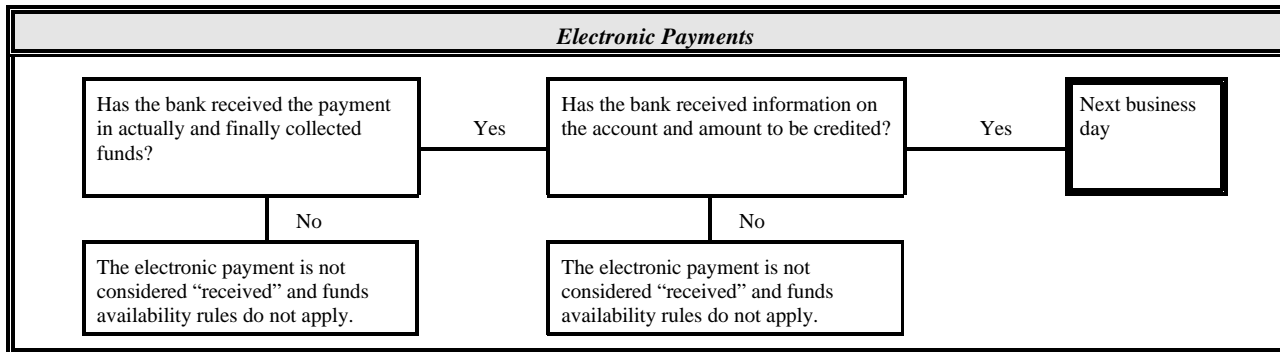 Electronic Payments
Has the bank received the payment
in actually and finally collected
funds?
Yes
Has the bank received information on
the account and amount to be credited?
Yes
Next business
day
No
No
The electronic payment is not
considered “received” and funds
availability rules do not apply.
The electronic payment is not
considered “received” and funds
availability rules do not apply.